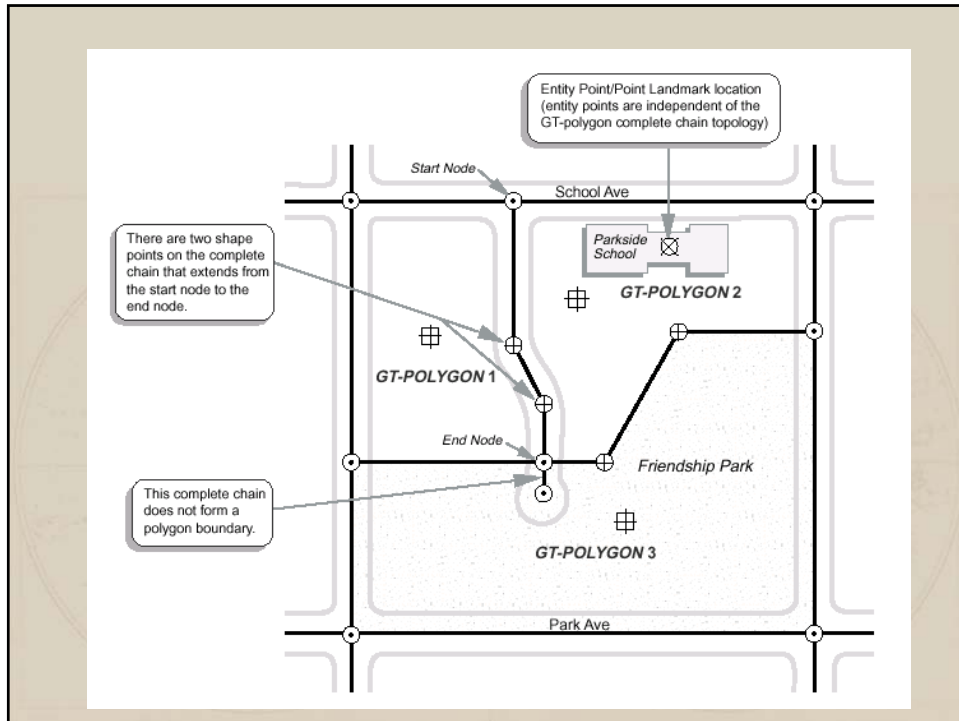 Entity Point/Point Landmark location
(entity points are independent of the
GT-polygon complete chain topology)
Start Node
School Ave
There are two shape
points on the complete
chain that extends from
the start node to the
end node.
Parkside
School
GT-POLYGON 2
GT-POLYGON 1
End Node
Friendship Park
This complete chain
does not form a
polygon boundary.
GT-POLYGON 3
Park Ave